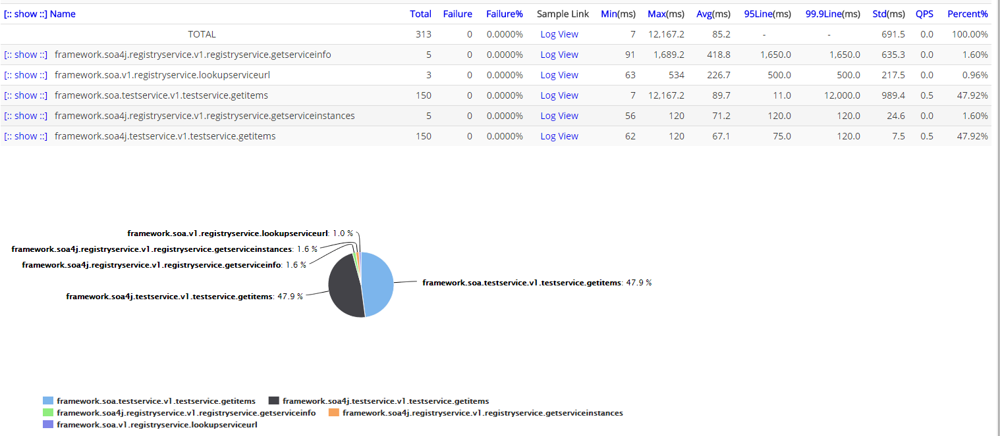 [:: show ::] Name Total Failure Failure% Sample Link Min(ms) Max(ms) Avg(ms) 95Line(ms) 99.9Line(ms) Std(ms) QPS Percent%
TOTAL 313 0 0.0000% Log View 7 12,167.2 85.2 - - 691.5 0.0 100.00%
[:: show ::] framework.soa4j.registryservice.v1.registryservice.getserviceinfo 5 0 0.0000% Log View 91 1,689.2 418.8 1,650.0 1,650.0 635.3 0.0 1.60%
[:: show ::] framework.soa.v1.registryservice.lookupserviceurl 3 0 0.0000% Log View 63 534 226.7 500.0 500.0 217.5 0.0 0.96%
[:: show ::] framework.soa.testservice.v1.testservice.getitems 150 0 0.0000% Log View 7 12,167.2 89.7 11.0 12,000.0 989.4 0.5 47.92%
[:: show ::] framework.soa4j.registryservice.v1.registryservice.getserviceinstances 5 0 0.0000% Log View 56 120 71.2 120.0 120.0 24.6 0.0 1.60%
[:: show ::] framework.soa4j.testservice.v1.testservice.getitems 150 0 0.0000% Log View 62 120 67.1 75.0 120.0 7.5 0.5 47.92%
framework.soa.v1.registryservice.lookupserviceurl: 1.0 %
framework.soa4j.registryservice.v1.registryservice.getserviceinstances: 1.6 %
framework.soa4j.registryservice.v1.registryservice.getserviceinfo: 1.6 %
framework.soa.testservice.v1.testservice.getitems: 47.9 %
framework.soa4j.testservice.v1.testservice.getitems: 47.9 %
framework.soa.testservice.v1.testservice.getitems framework.soa4j.testservice.v1.testservice.getitems
framework.soa4j.registryservice.v1.registryservice.getserviceinfo framework.soa4j.registryservice.v1.registryservice.getserviceinstances
framework.soa.v1.registryservice.lookupserviceurl